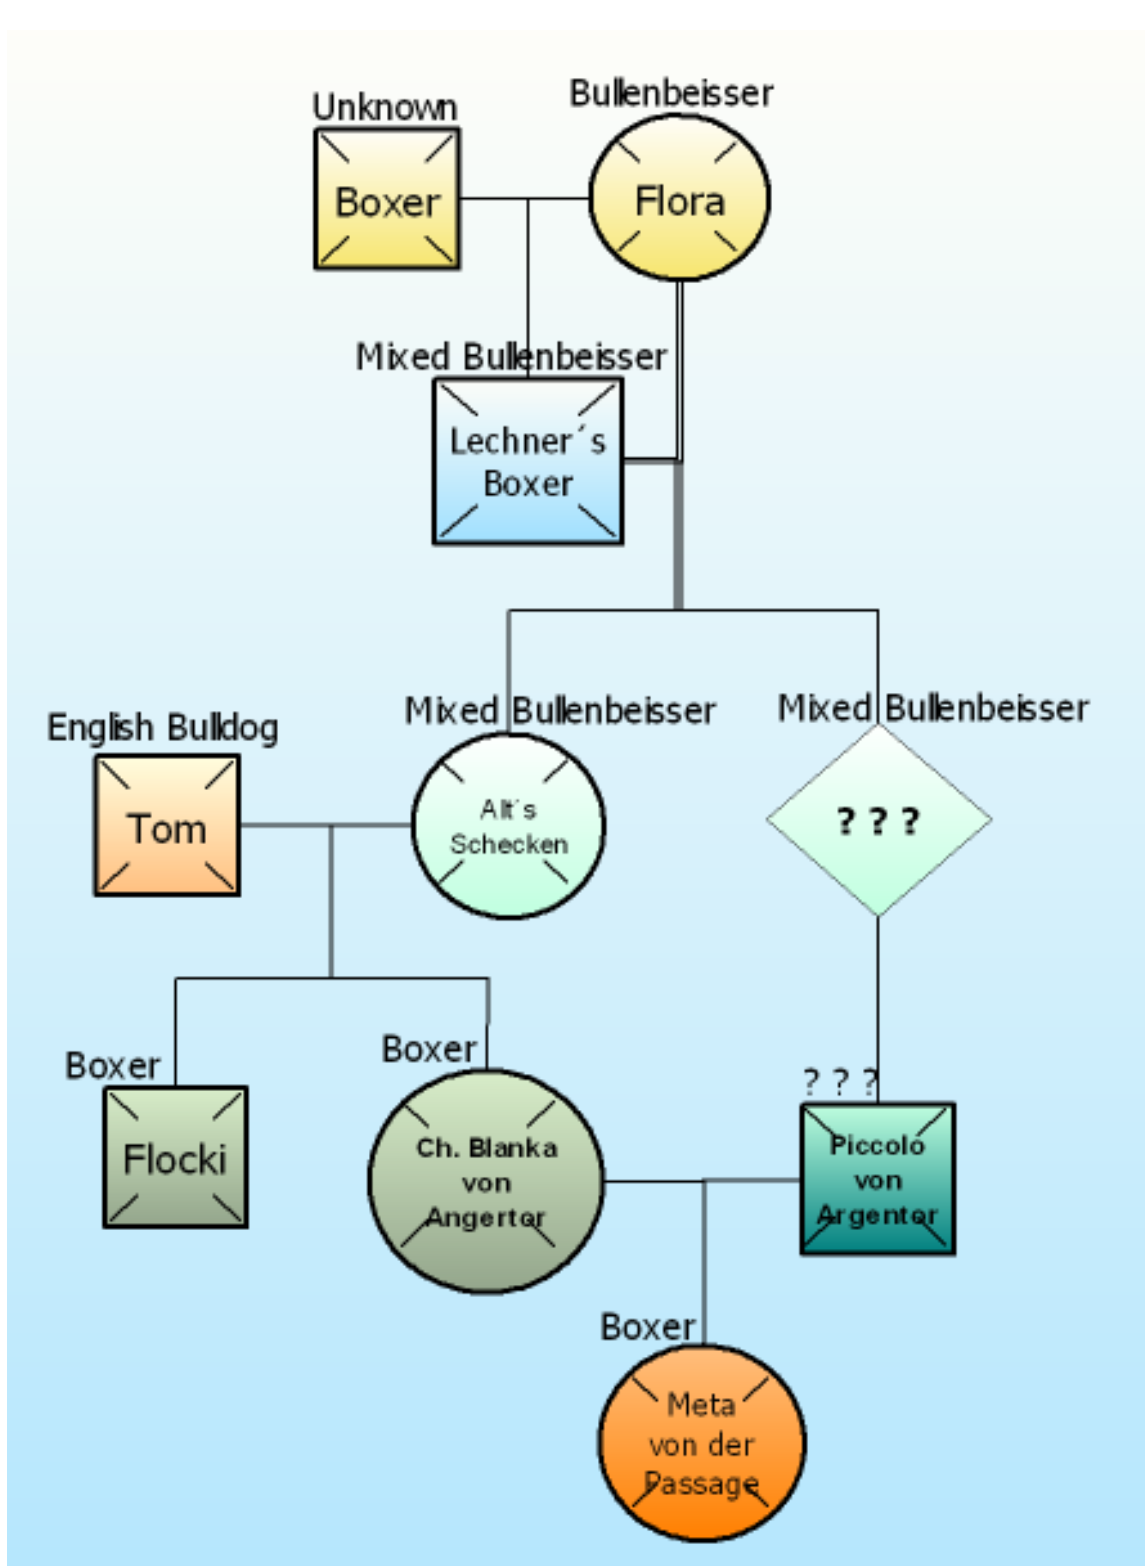 Unknown
Bullenbeisser
Boxer
Flora
Mixed Bullenbeisser
Lechner´s
Boxer
Mixed Bullenbeisser
Mixed Bullenbeisser
English Bulldog
Tom
Alt´s
Schecken
? ? ?
Boxer
Boxer
? ? ?
Flocki
Ch. Blanka
von
Angertor
Piccolo
von
Argentor
Boxer
Meta
von der
Passage